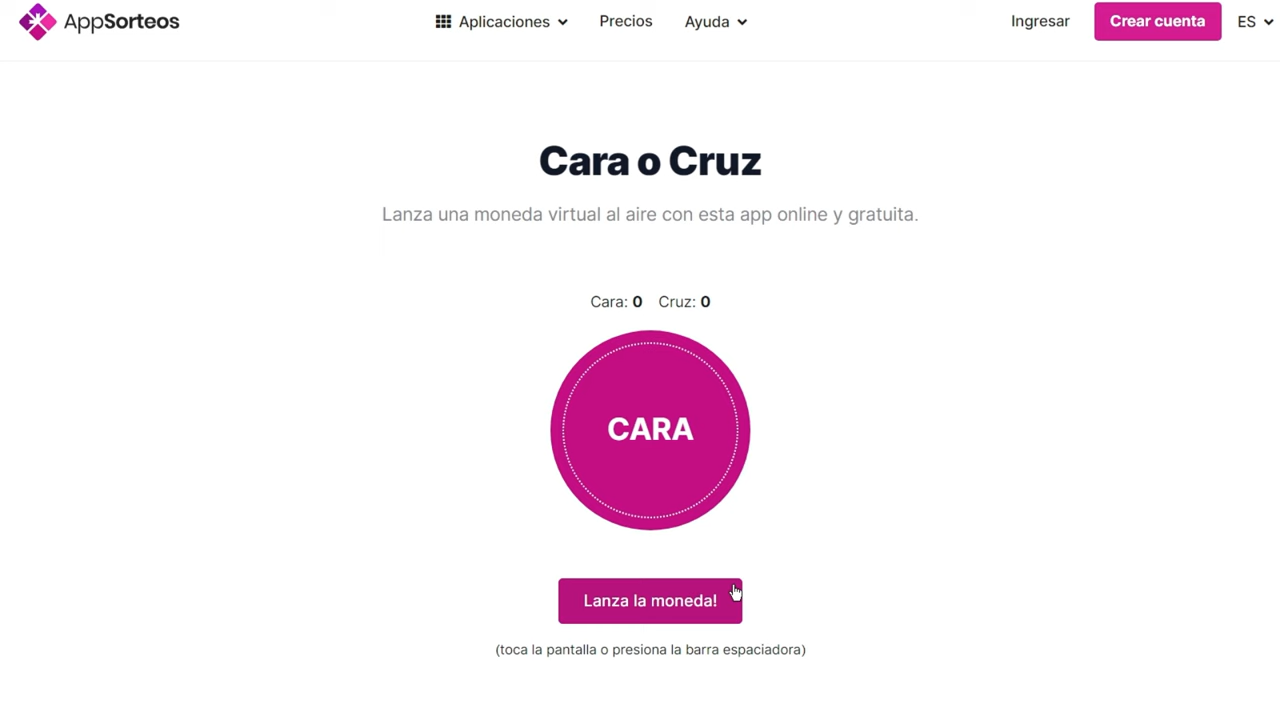 AppSorteos
Aplicaciones
Precios
Ayuda
Ingresar
Crear cuenta
ES
Cara o Cruz
Lanza una moneda virtual al aire con esta app online y gratuita.
Cara: 0 Cruz: 0
CARA
Lanza la moneda!
(toca la pantalla o presiona la barra espaciadora)